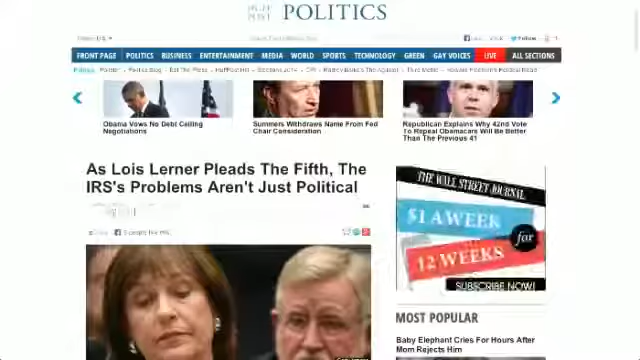 POLITICS
FRONT PAGE POLITICS BUSINESS ENTERTAINMENT MEDIA WORLD SPORTS TECHNOLOGY GREEN GAY VOICES LIVE ALL SECTIONS
Obama Vows No Debt Ceiling
Negotiations
Summers Withdraws Name From Fed
Chair Consideration
Republican Explains Why 42nd Vote
To Repeal Obamacare Will Be Better
Than The Previous 41
As Lois Lerner Pleads The Fifth, The
IRS's Problems Aren't Just Political
THE WALL STREET JOURNAL
$1 A WEEK
for
12 WEEKS
SUBSCRIBE NOW!
MOST POPULAR
Baby Elephant Cries For Hours After
Mom Rejects Him